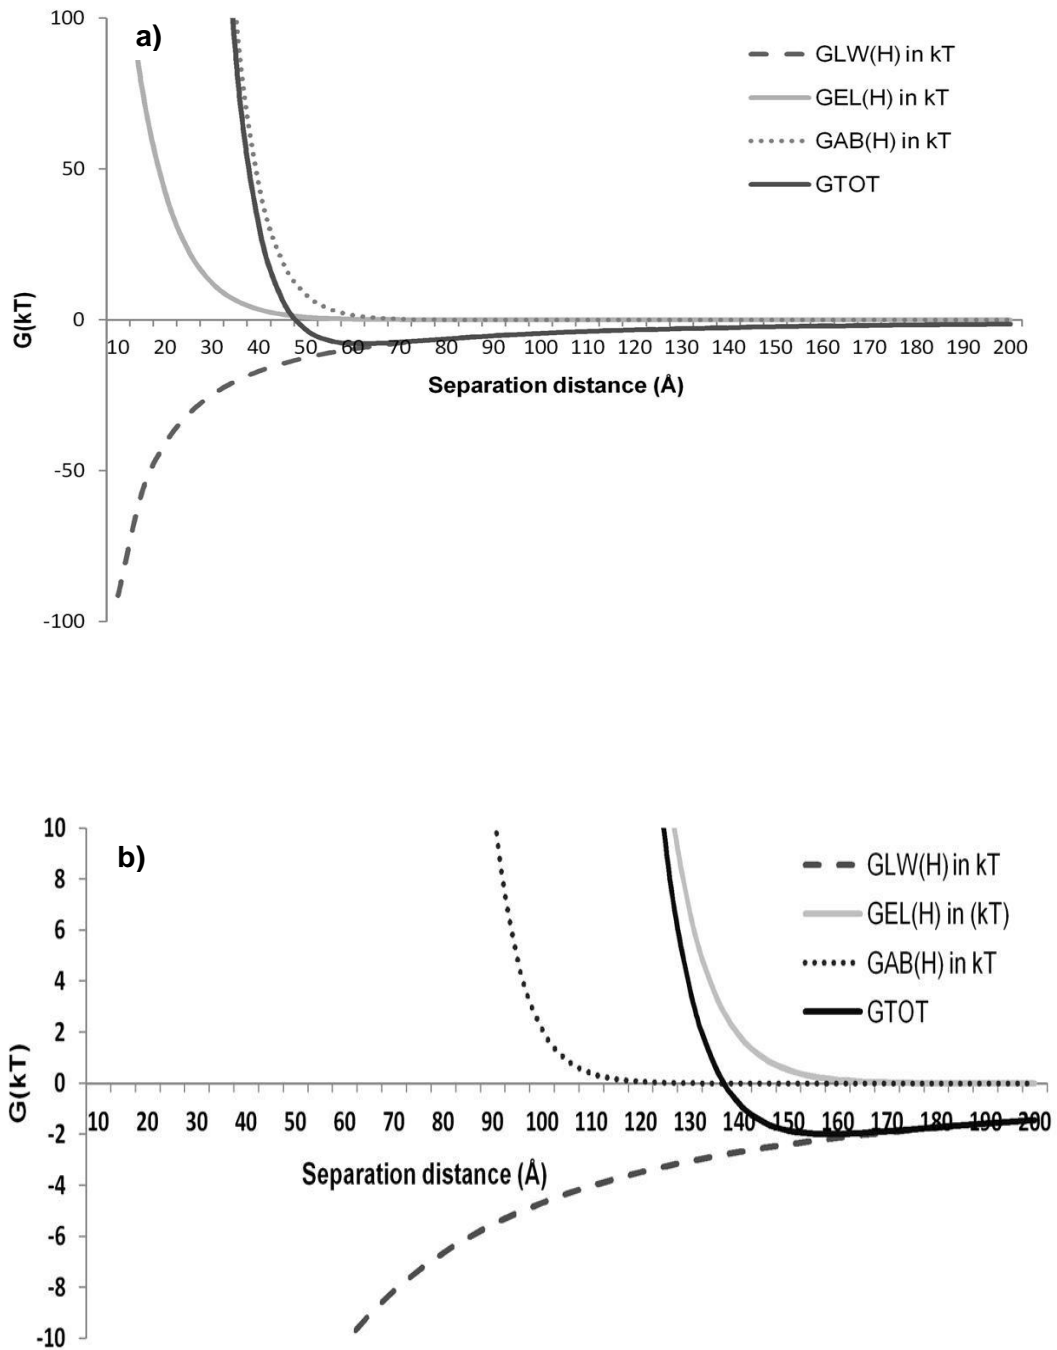 100
a)
GLW(H) in kT
GEL(H) in kT
50
GAB(H) in kT
GTOT
G(kT)
0
10 20 30 40 50 60 70 80 90 100 110 120 130 140 150 160 170 180 190 200
Separation distance (Å)
-50
-100
10
b)
8
GLW(H) in kT
GEL(H) in (kT)
6
GAB(H) in kT
4
GTOT
2
G(kT)
0
10 20 30 40 50 60 70 80 90 100 110 120 130 140 150 160 170 180 190 200
-2
Separation distance (Å)
-4
-6
-8
-10